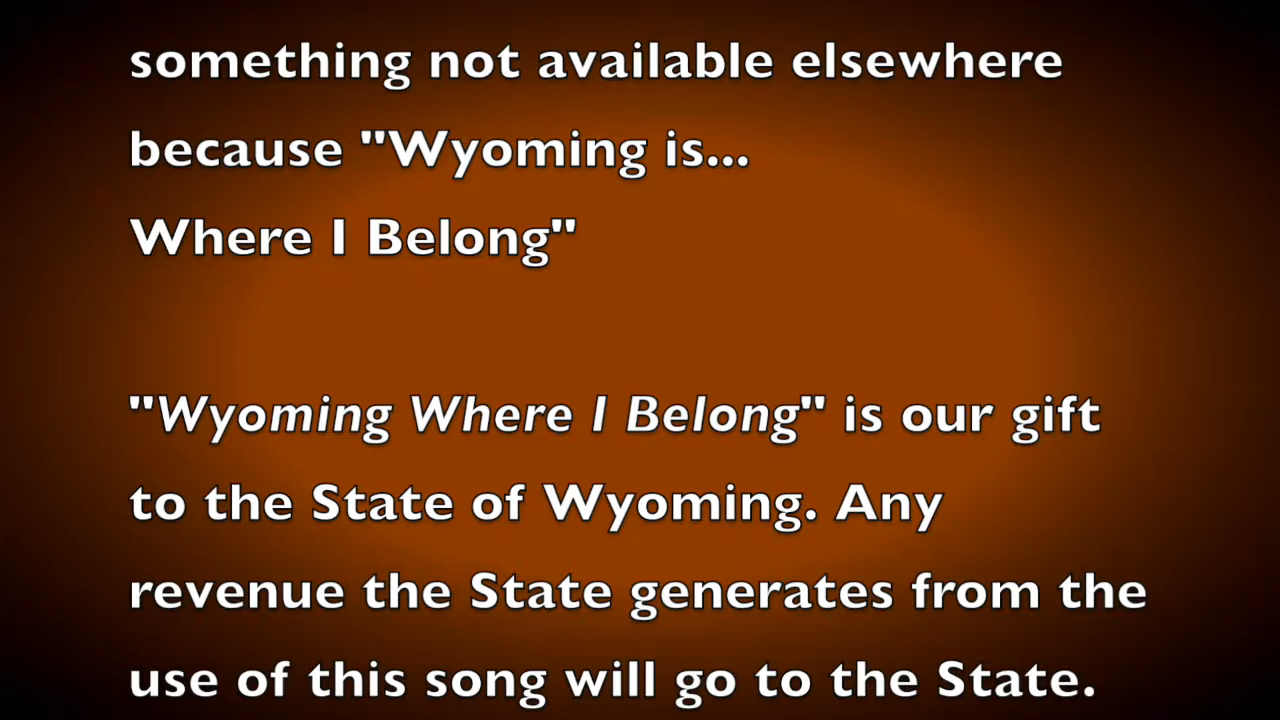 something not available elsewhere
because "Wyoming is...
Where I Belong"
"Wyoming Where I Belong" is our gift
to the State of Wyoming. Any
revenue the State generates from the
use of this song will go to the State.